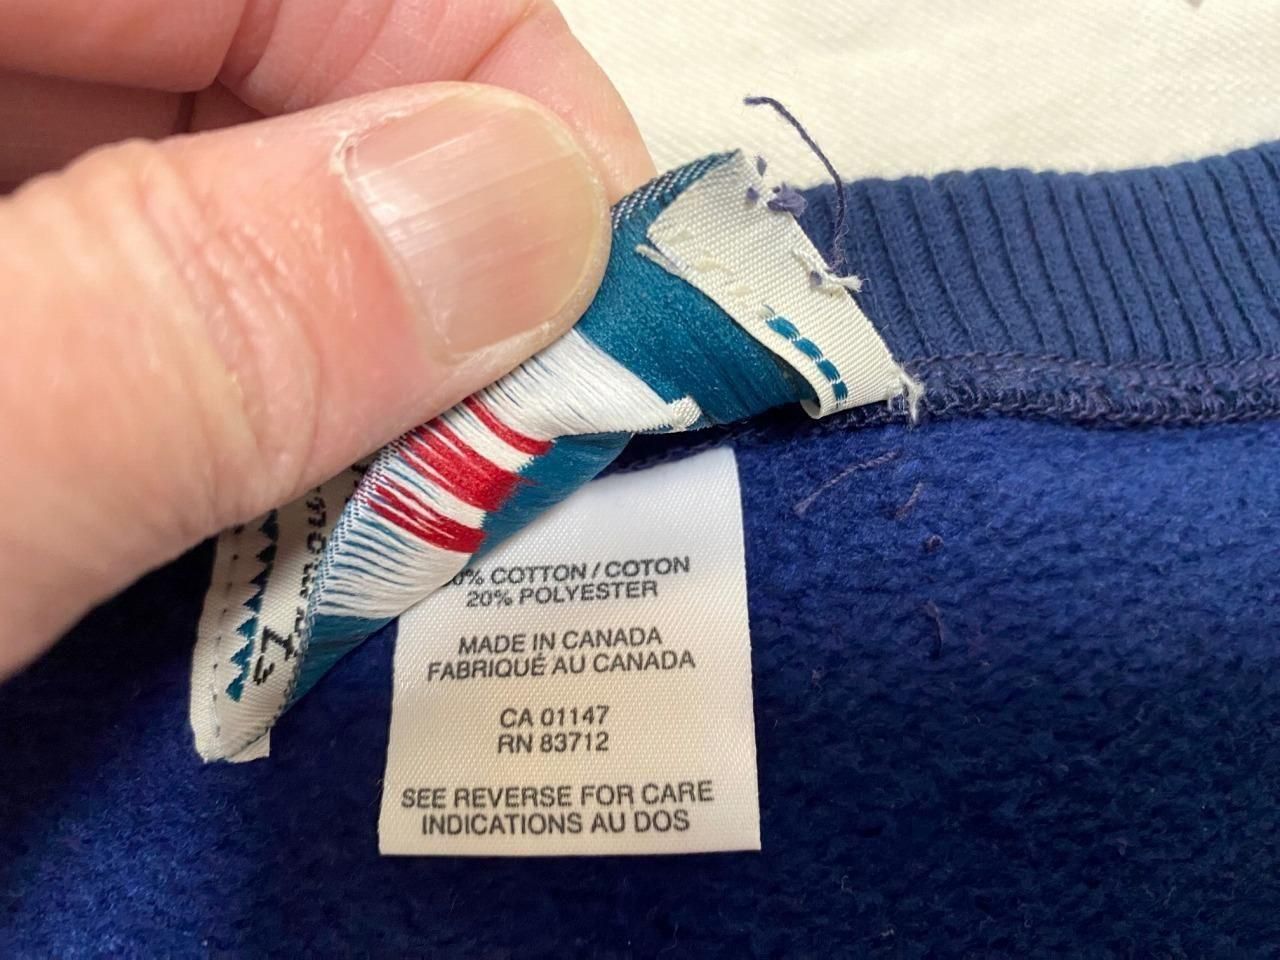 0% COTTON / COTON
20% POLYESTER
MADE IN CANADA
FABRIQUÉ AU CANADA
CA 01147
RN 83712
SEE REVERSE FOR CARE
INDICATIONS AU DOS